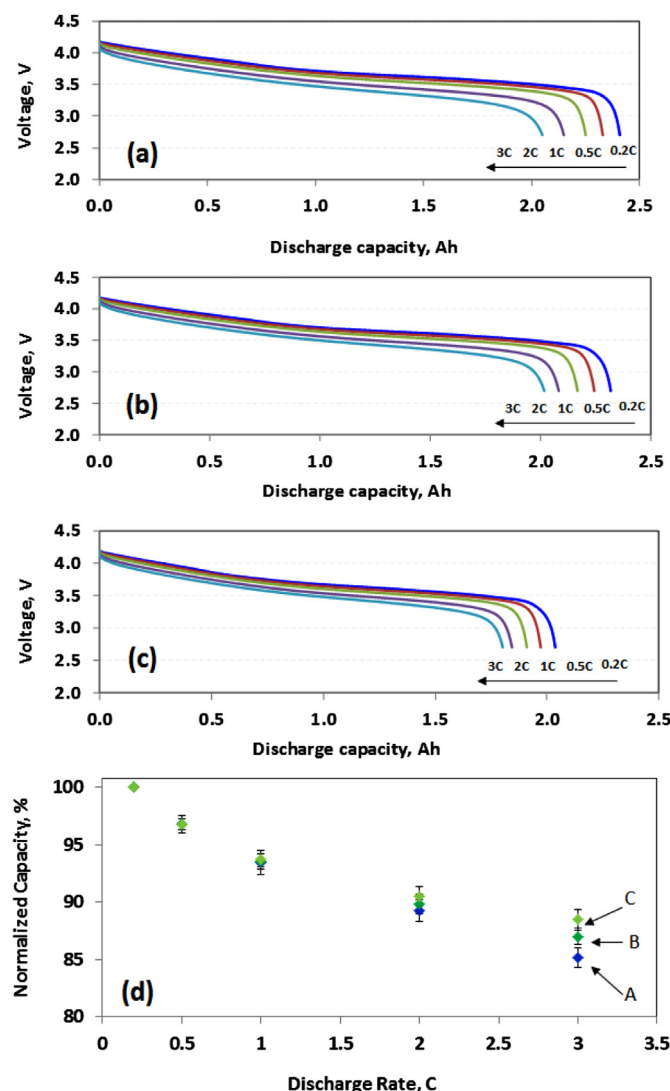 4.5
4.0
3.5
3.0
2.5
2.0
Voltage, V
(a)
3C 2C 1C 0.5C 0.2C
0.0 0.5 1.0 1.5 2.0 2.5
Discharge capacity, Ah
4.5
4.0
3.5
3.0
2.5
2.0
Voltage, V
(b)
3C 2C 1C 0.5C 0.2C
0.0 0.5 1.0 1.5 2.0 2.5
Discharge capacity, Ah
4.5
4.0
3.5
3.0
2.5
2.0
Voltage, V
(c)
3C 2C 1C 0.5C 0.2C
0.0 0.5 1.0 1.5 2.0 2.5
Discharge capacity, Ah
100
95
90
85
80
Normalized Capacity, %
C
B
A
(d)
0 0.5 1 1.5 2 2.5 3 3.5
Discharge Rate, C